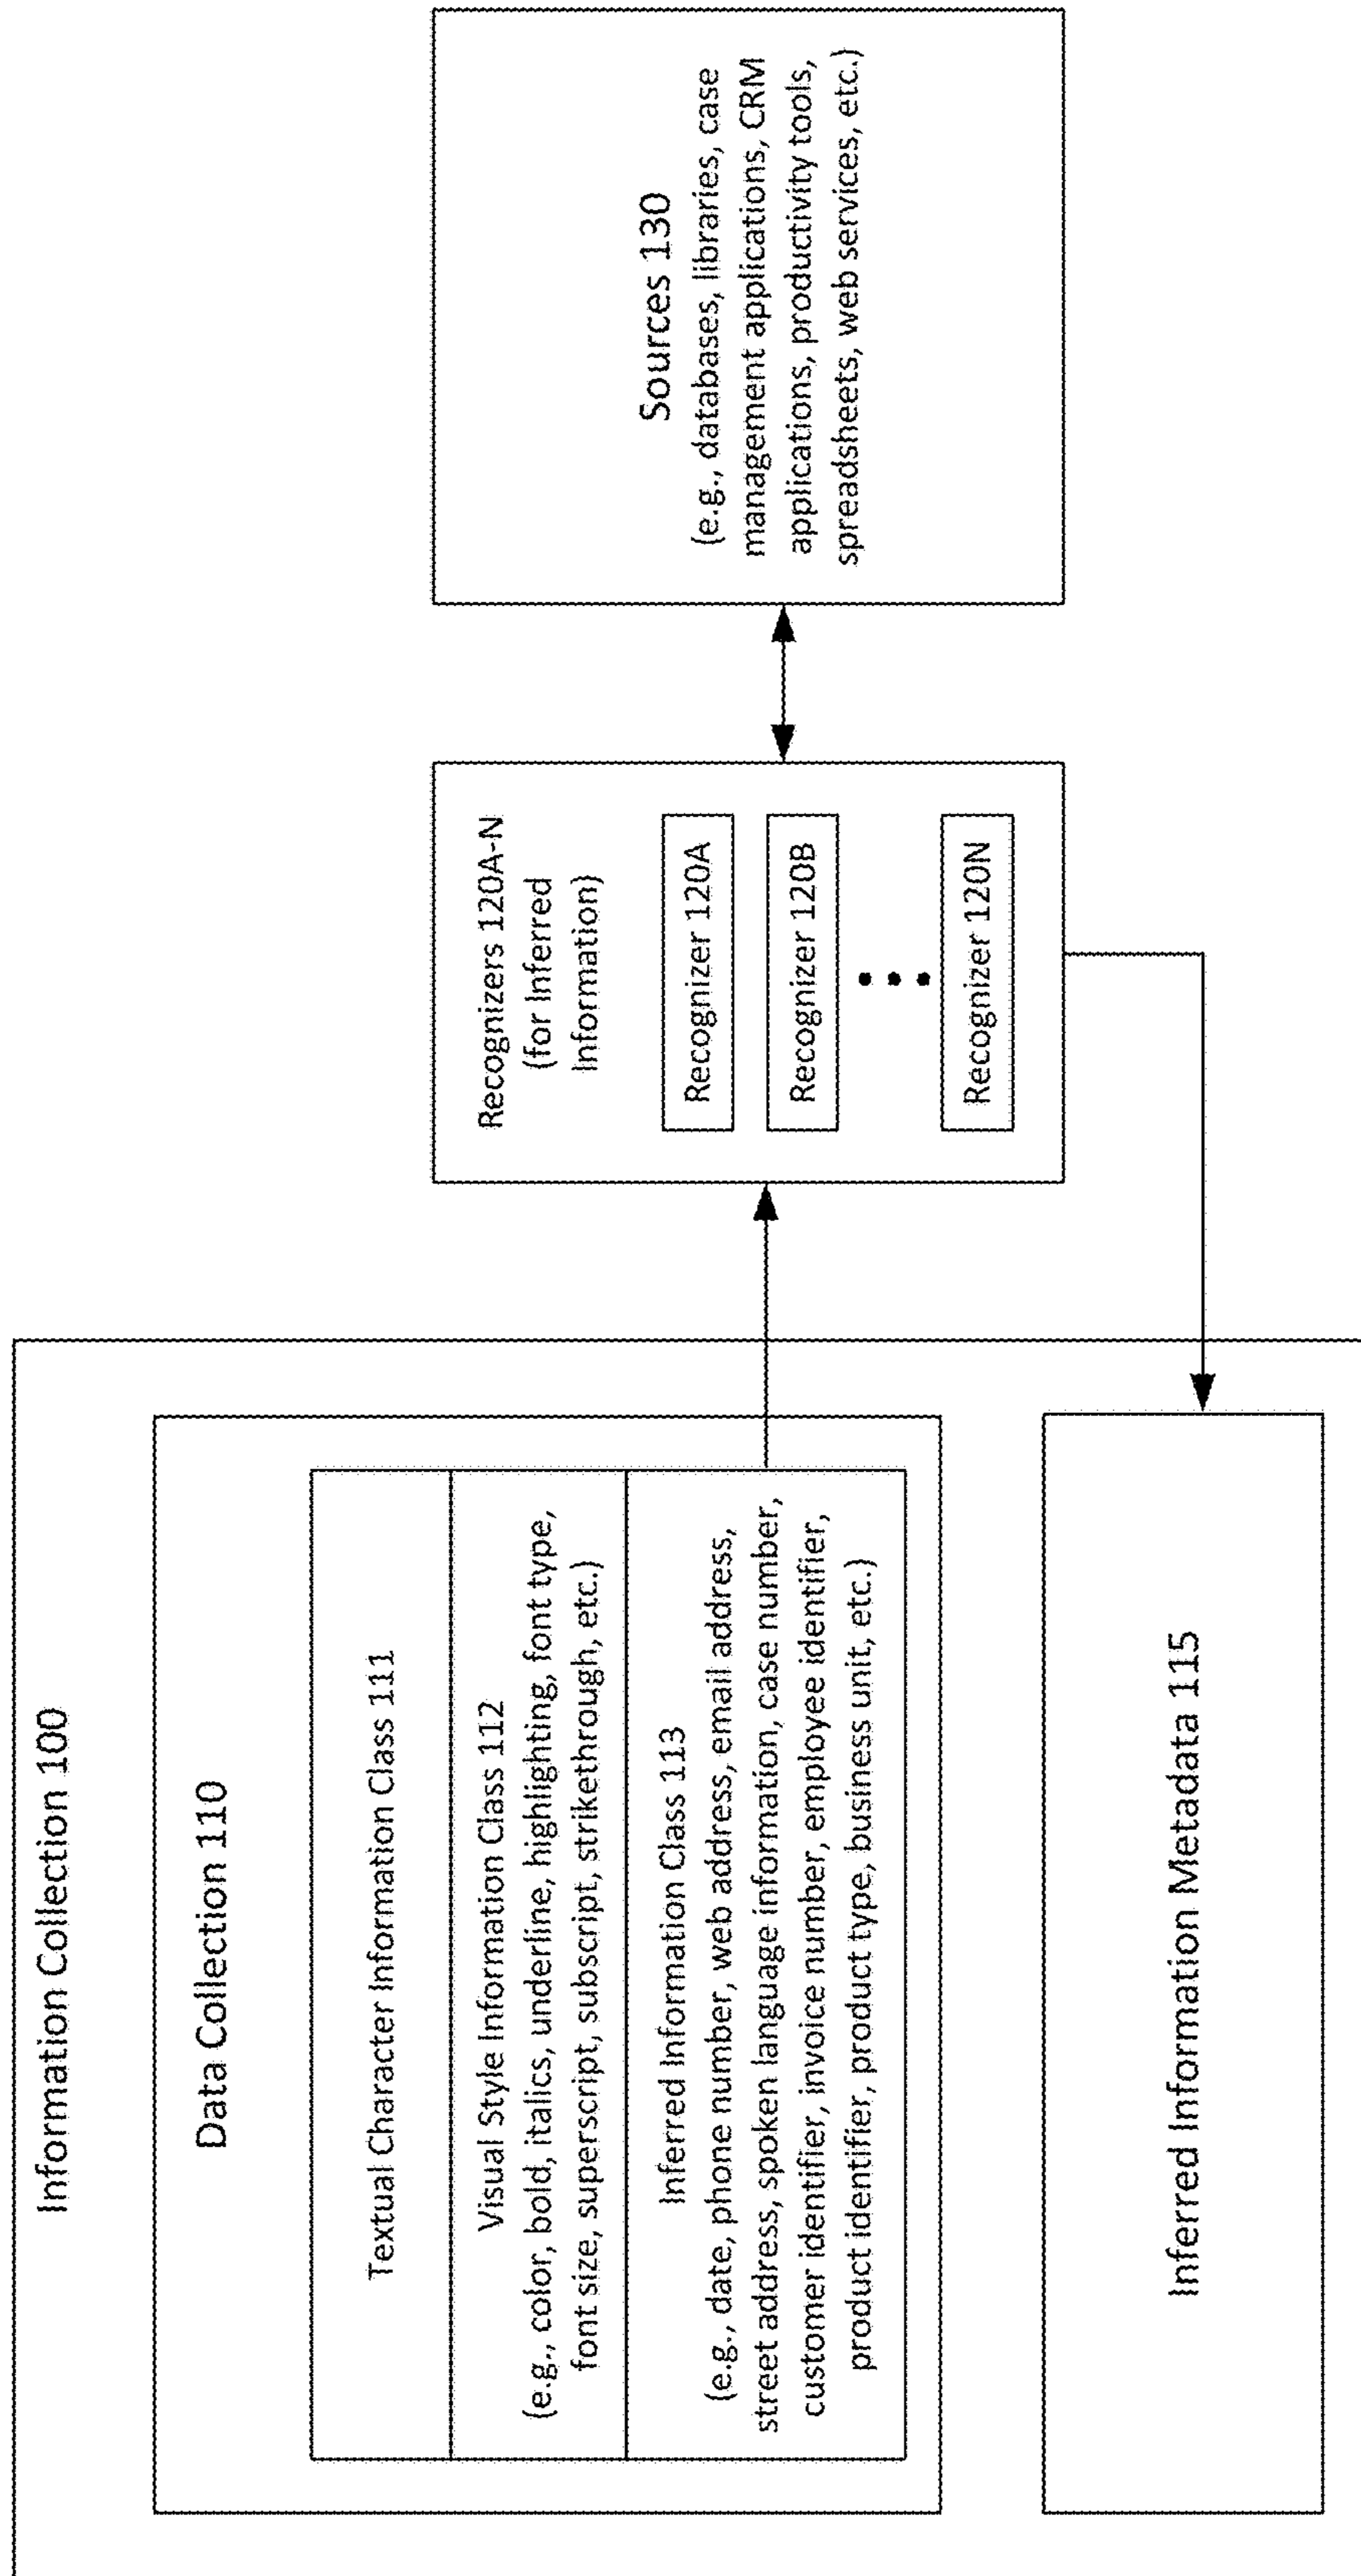 Information Collection 100
Data Collection 110
Textual Character Information Class 111
Visual Style Information Class 112
(e.g., color, bold, italics, underline, highlighting, font type,
font size, superscript, subscript, strikethrough, etc.)
Inferred Information Class 113
(e.g., date, phone number, web address, email address,
street address, spoken language information, case number,
customer identifier, invoice number, employee identifier,
product identifier, product type, business unit, etc.)
Inferred Information Metadata 115
Recognizers 120A-N
(for Inferred
Information)
Recognizer 120A
Recognizer 120B
Recognizer 120N
Sources 130
(e.g., databases, libraries, case
management applications, CRM
applications, productivity tools,
spreadsheets, web services, etc.)